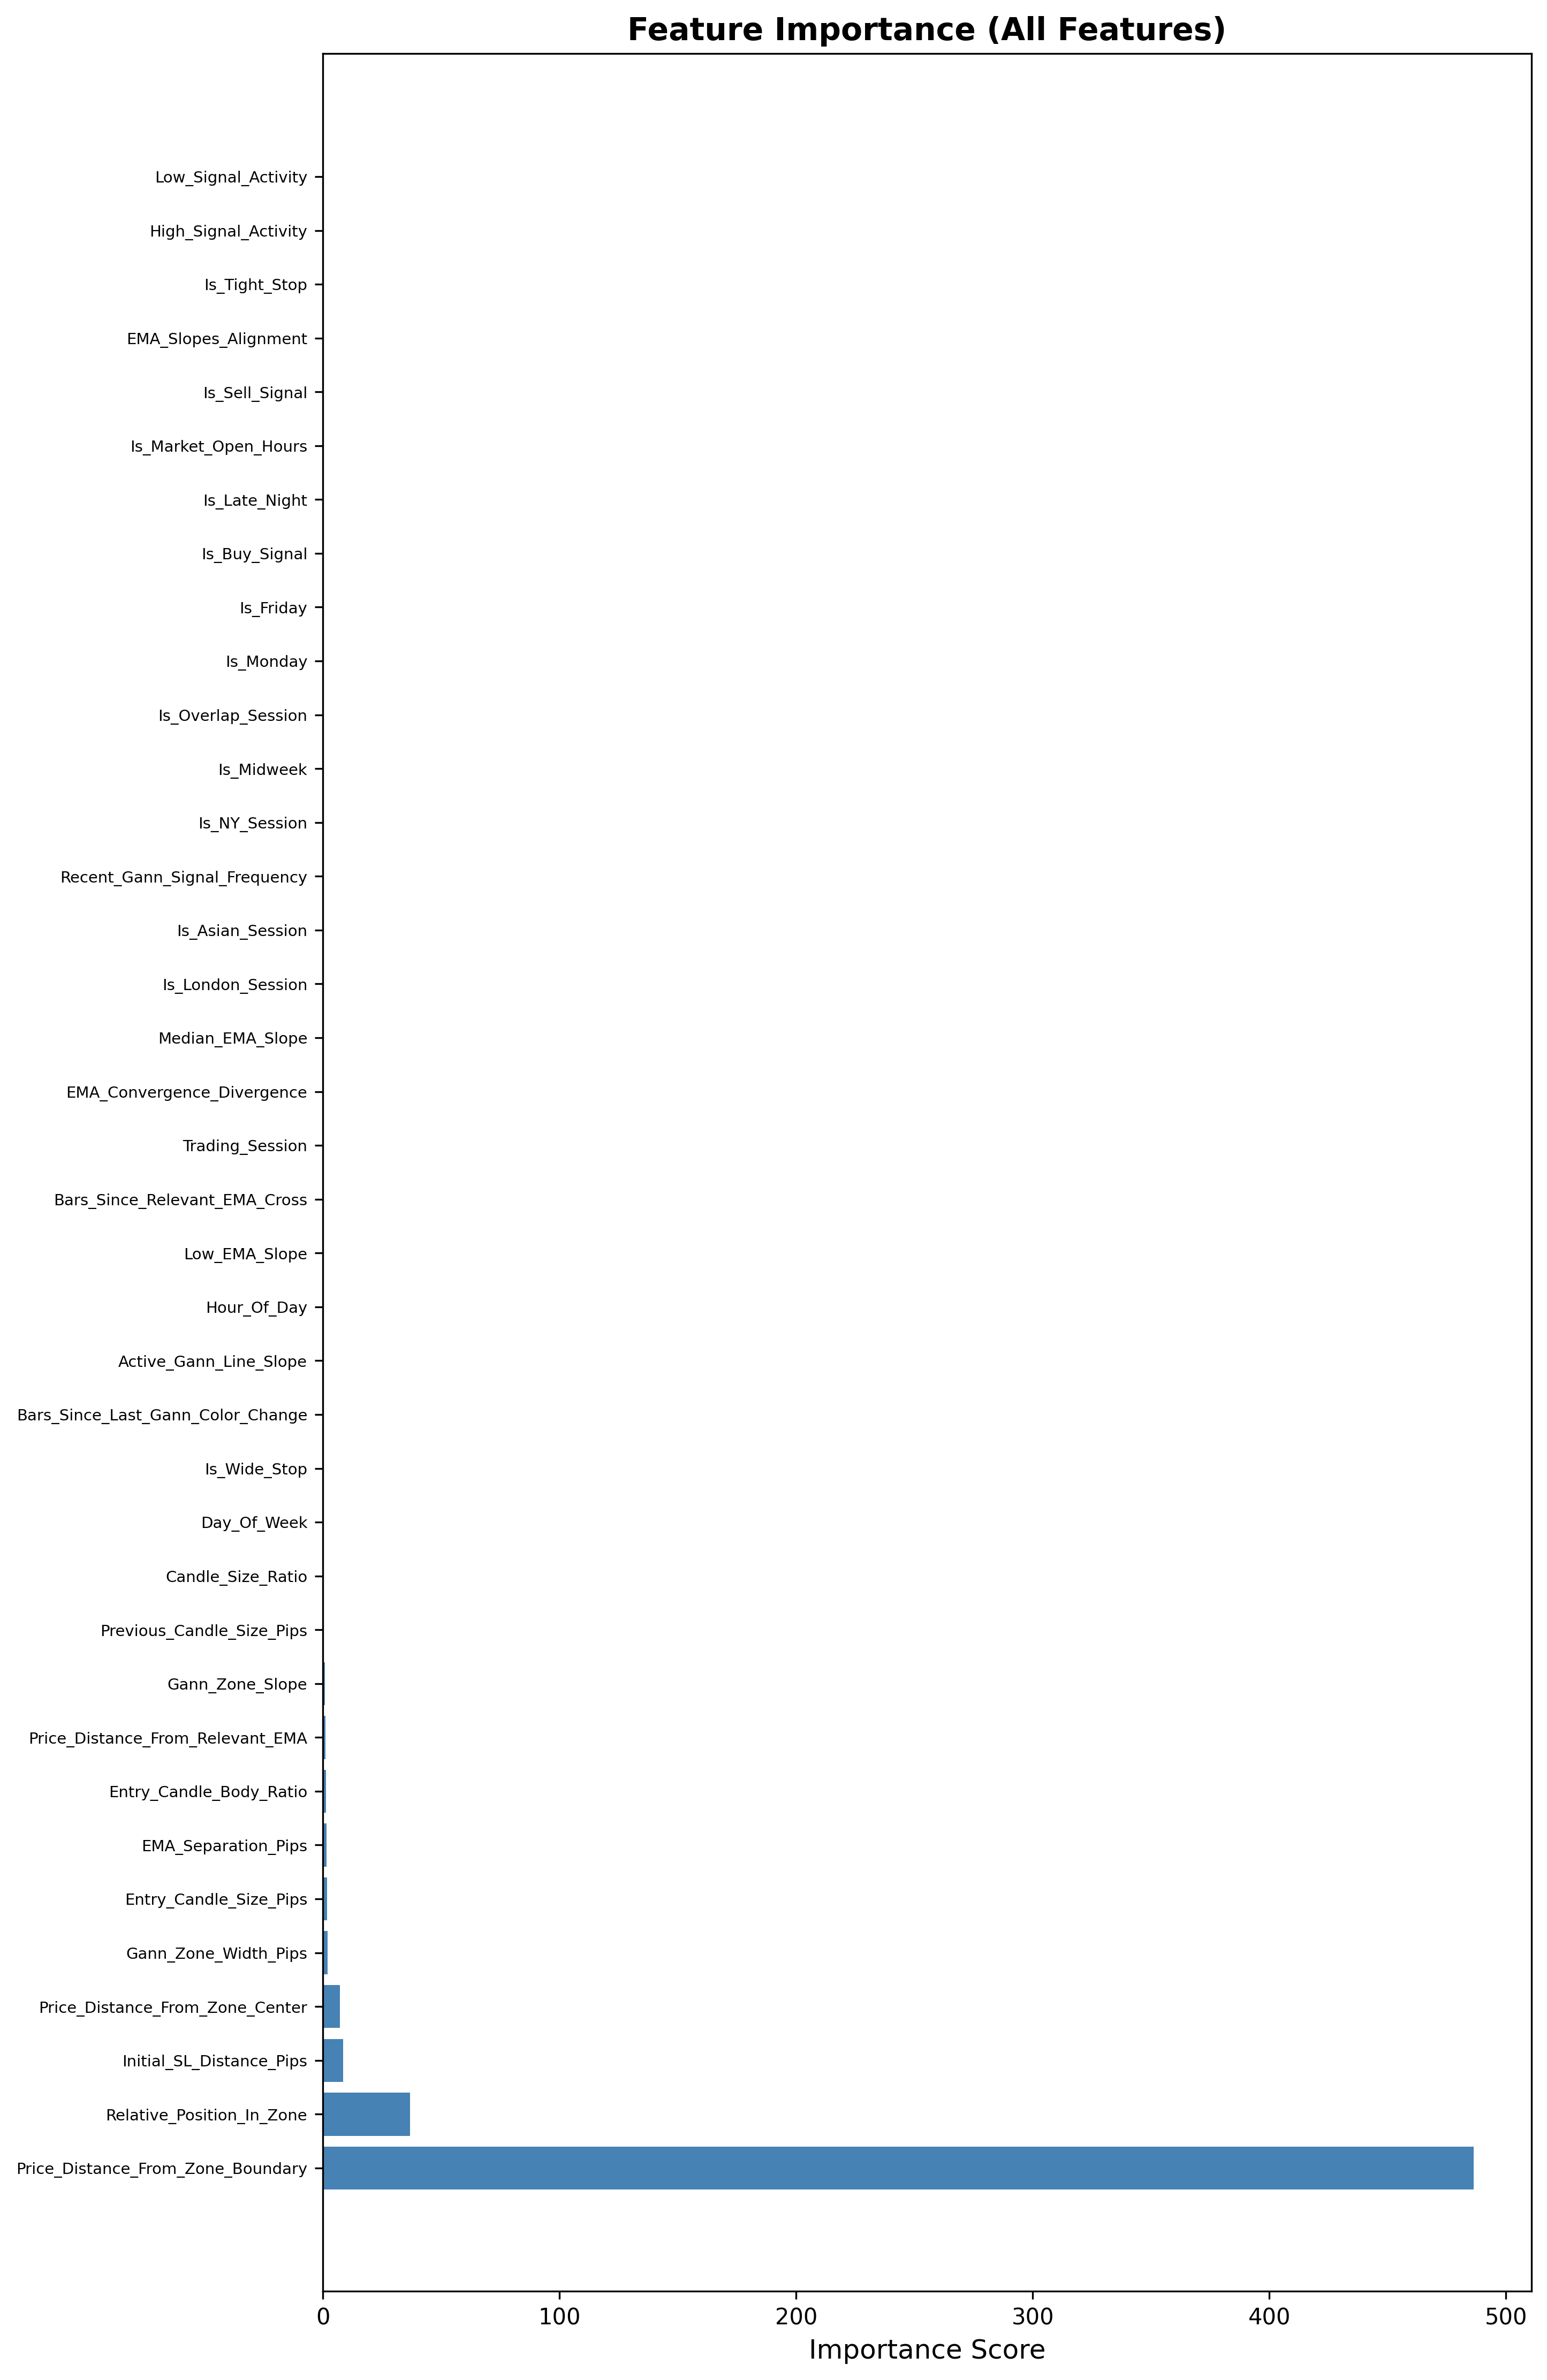 Feature Importance (All Features)
Low_Signal_Activity
High_Signal_Activity
Is_Tight_Stop
EMA_Slopes_Alignment
Is_Sell_Signal
Is_Market_Open_Hours
Is_Late_Night
Is_Buy_Signal
Is_Friday
Is_Monday
Is_Overlap_Session
Is_Midweek
Is_NY_Session
Recent_Gann_Signal_Frequency
Is_Asian_Session
Is_London_Session
Median_EMA_Slope
EMA_Convergence_Divergence
Trading_Session
Bars_Since_Relevant_EMA_Cross
Low_EMA_Slope
Hour_Of_Day
Active_Gann_Line_Slope
Bars_Since_Last_Gann_Color_Change
Is_Wide_Stop
Day_Of_Week
Candle_Size_Ratio
Previous_Candle_Size_Pips
Gann_Zone_Slope
Price_Distance_From_Relevant_EMA
Entry_Candle_Body_Ratio
EMA_Separation_Pips
Entry_Candle_Size_Pips
Gann_Zone_Width_Pips
Price_Distance_From_Zone_Center
Initial_SL_Distance_Pips
Relative_Position_In_Zone
Price_Distance_From_Zone_Boundary
0 100 200 300 400 500
Importance Score